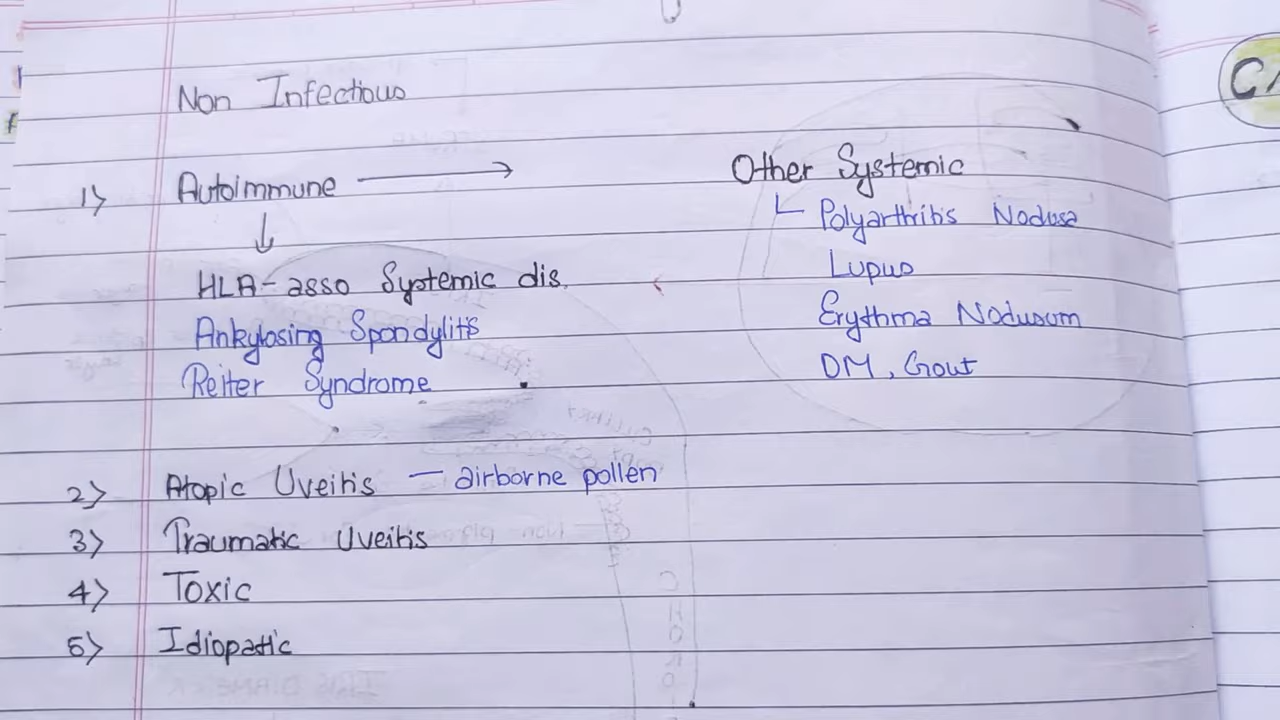 Non Infectious
1) Autoimmune → Other Systemic
↓
└ Polyarthritis Nodusa
HLA-asso Systemic dis.
Lupus
Ankylosing Spondylitis
Erythma Nodusum
Reiter Syndrome
DM, Gout
2) Atopic Uveitis — airborne pollen
3) Traumatic Uveitis
4) Toxic
5) Idiopatic